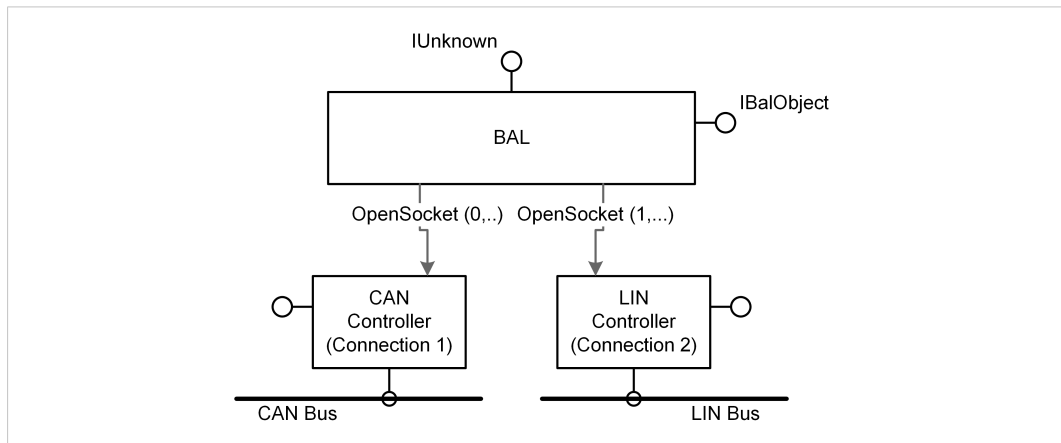 IUnknown
IBalObject
BAL
OpenSocket (0,..)
OpenSocket (1,...)
CAN
Controller
(Connection 1)
LIN
Controller
(Connection 2)
CAN Bus
LIN Bus